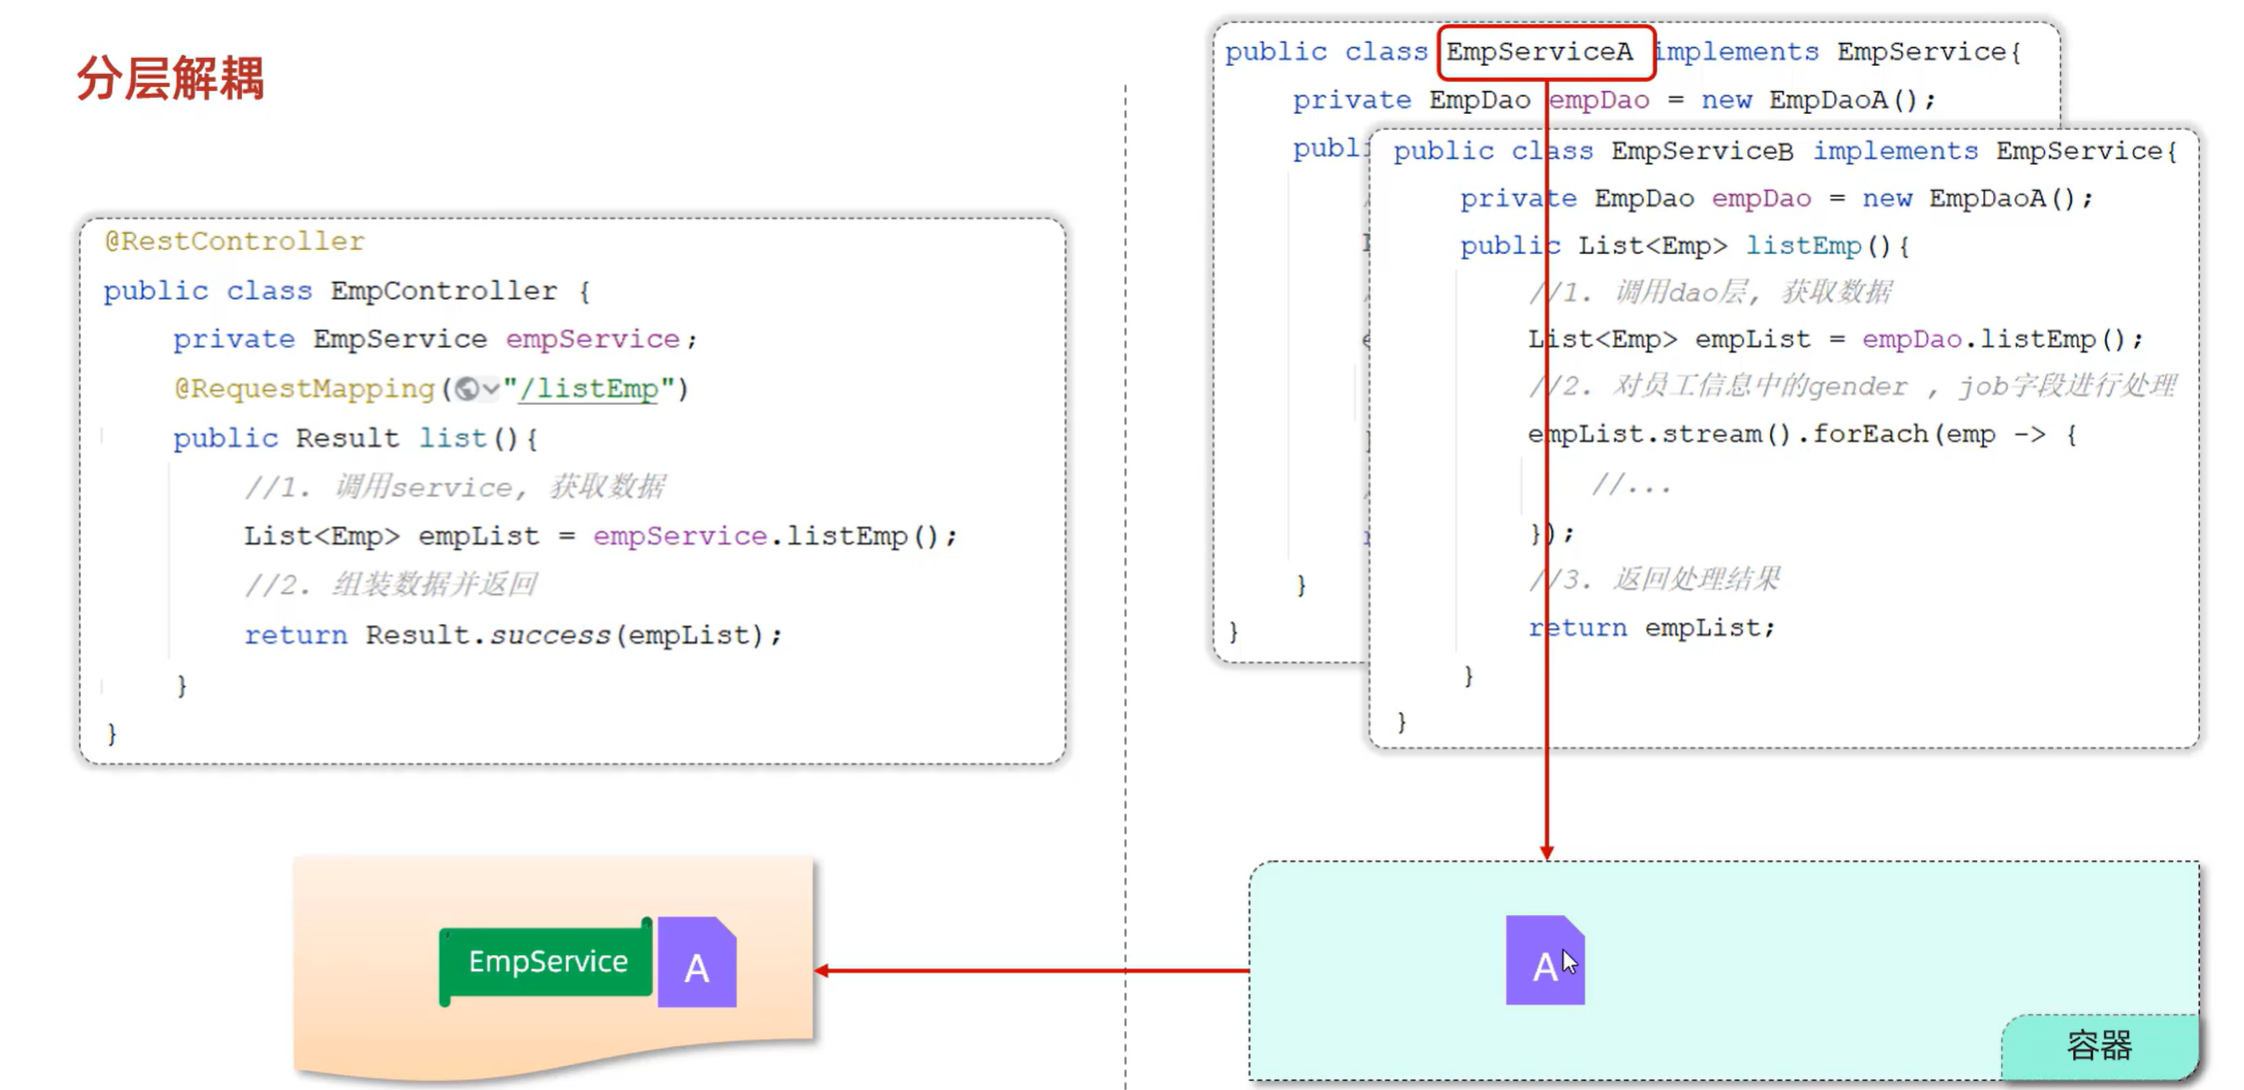 分层解耦
@RestController
public class EmpController {
private EmpService empService;
@RequestMapping("/listEmp")
public Result list(){
//1. 调用service, 获取数据
List<Emp> empList = empService.listEmp();
//2. 组装数据并返回
return Result.success(empList);
}
}
public class EmpServiceA implements EmpService{
private EmpDao empDao = new EmpDaoA();
publi
}
}
public class EmpServiceB implements EmpService{
private EmpDao empDao = new EmpDaoA();
public List<Emp> listEmp(){
//1. 调用dao层, 获取数据
List<Emp> empList = empDao.listEmp();
//2. 对员工信息中的gender , job字段进行处理
empList.stream().forEach(emp -> {
//...
});
//3. 返回处理结果
return empList;
}
}
EmpService
A
A
容器